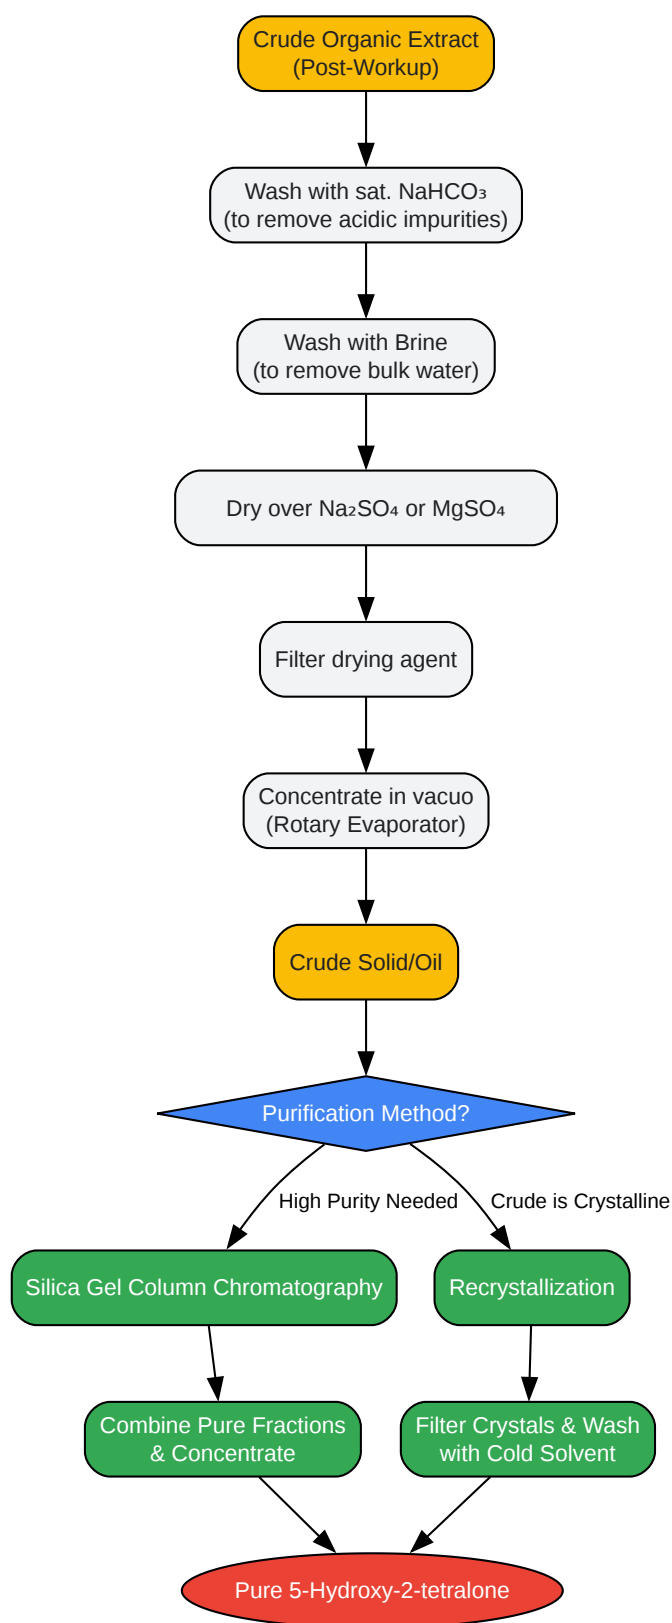 Crude Organic Extract
(Post-Workup)
Wash with sat. NaHCO₃
(to remove acidic impurities)
Wash with Brine
(to remove bulk water)
Dry over Na₂SO₄ or MgSO₄
Filter drying agent
Concentrate in vacuo
(Rotary Evaporator)
Crude Solid/Oil
Purification Method?
High Purity Needed
Crude is Crystalline
Silica Gel Column Chromatography
Recrystallization
Combine Pure Fractions
& Concentrate
Filter Crystals & Wash
with Cold Solvent
Pure 5-Hydroxy-2-tetralone